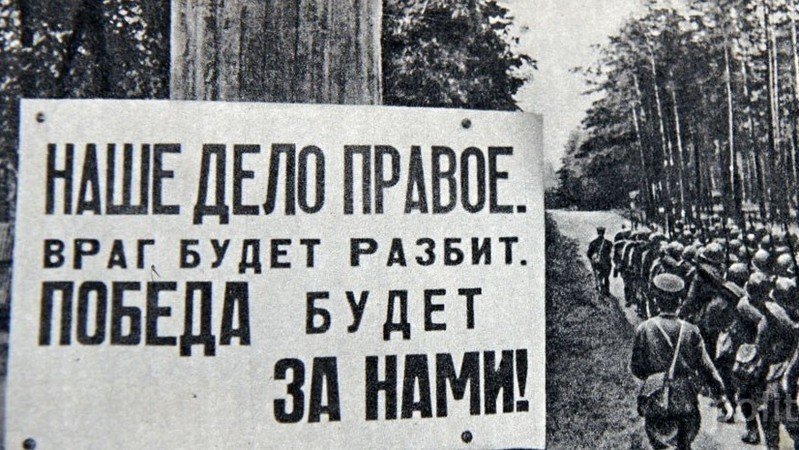 НАШЕ ДЕЛО ПРАВОЕ.
ВРАГ БУДЕТ РАЗБИТ.
ПОБЕДА БУДЕТ
ЗА НАМИ!